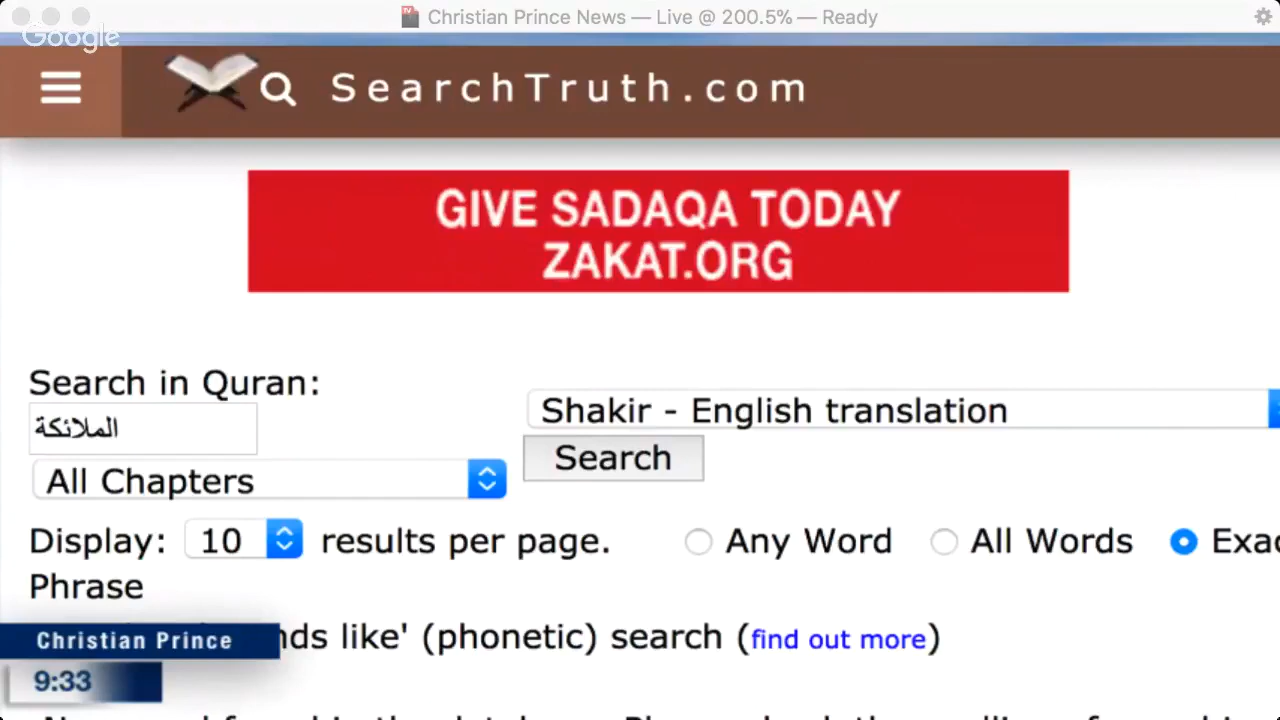 Christian Prince News — Live @ 200.5% — Ready
Google
SearchTruth.com
GIVE SADAQA TODAY
ZAKAT.ORG
Search in Quran:
الملائكة
Shakir - English translation
Search
All Chapters
Display: 10 results per page. Any Word All Words
Phrase
like' (phonetic) search (find out more)
Christian Prince
9:33